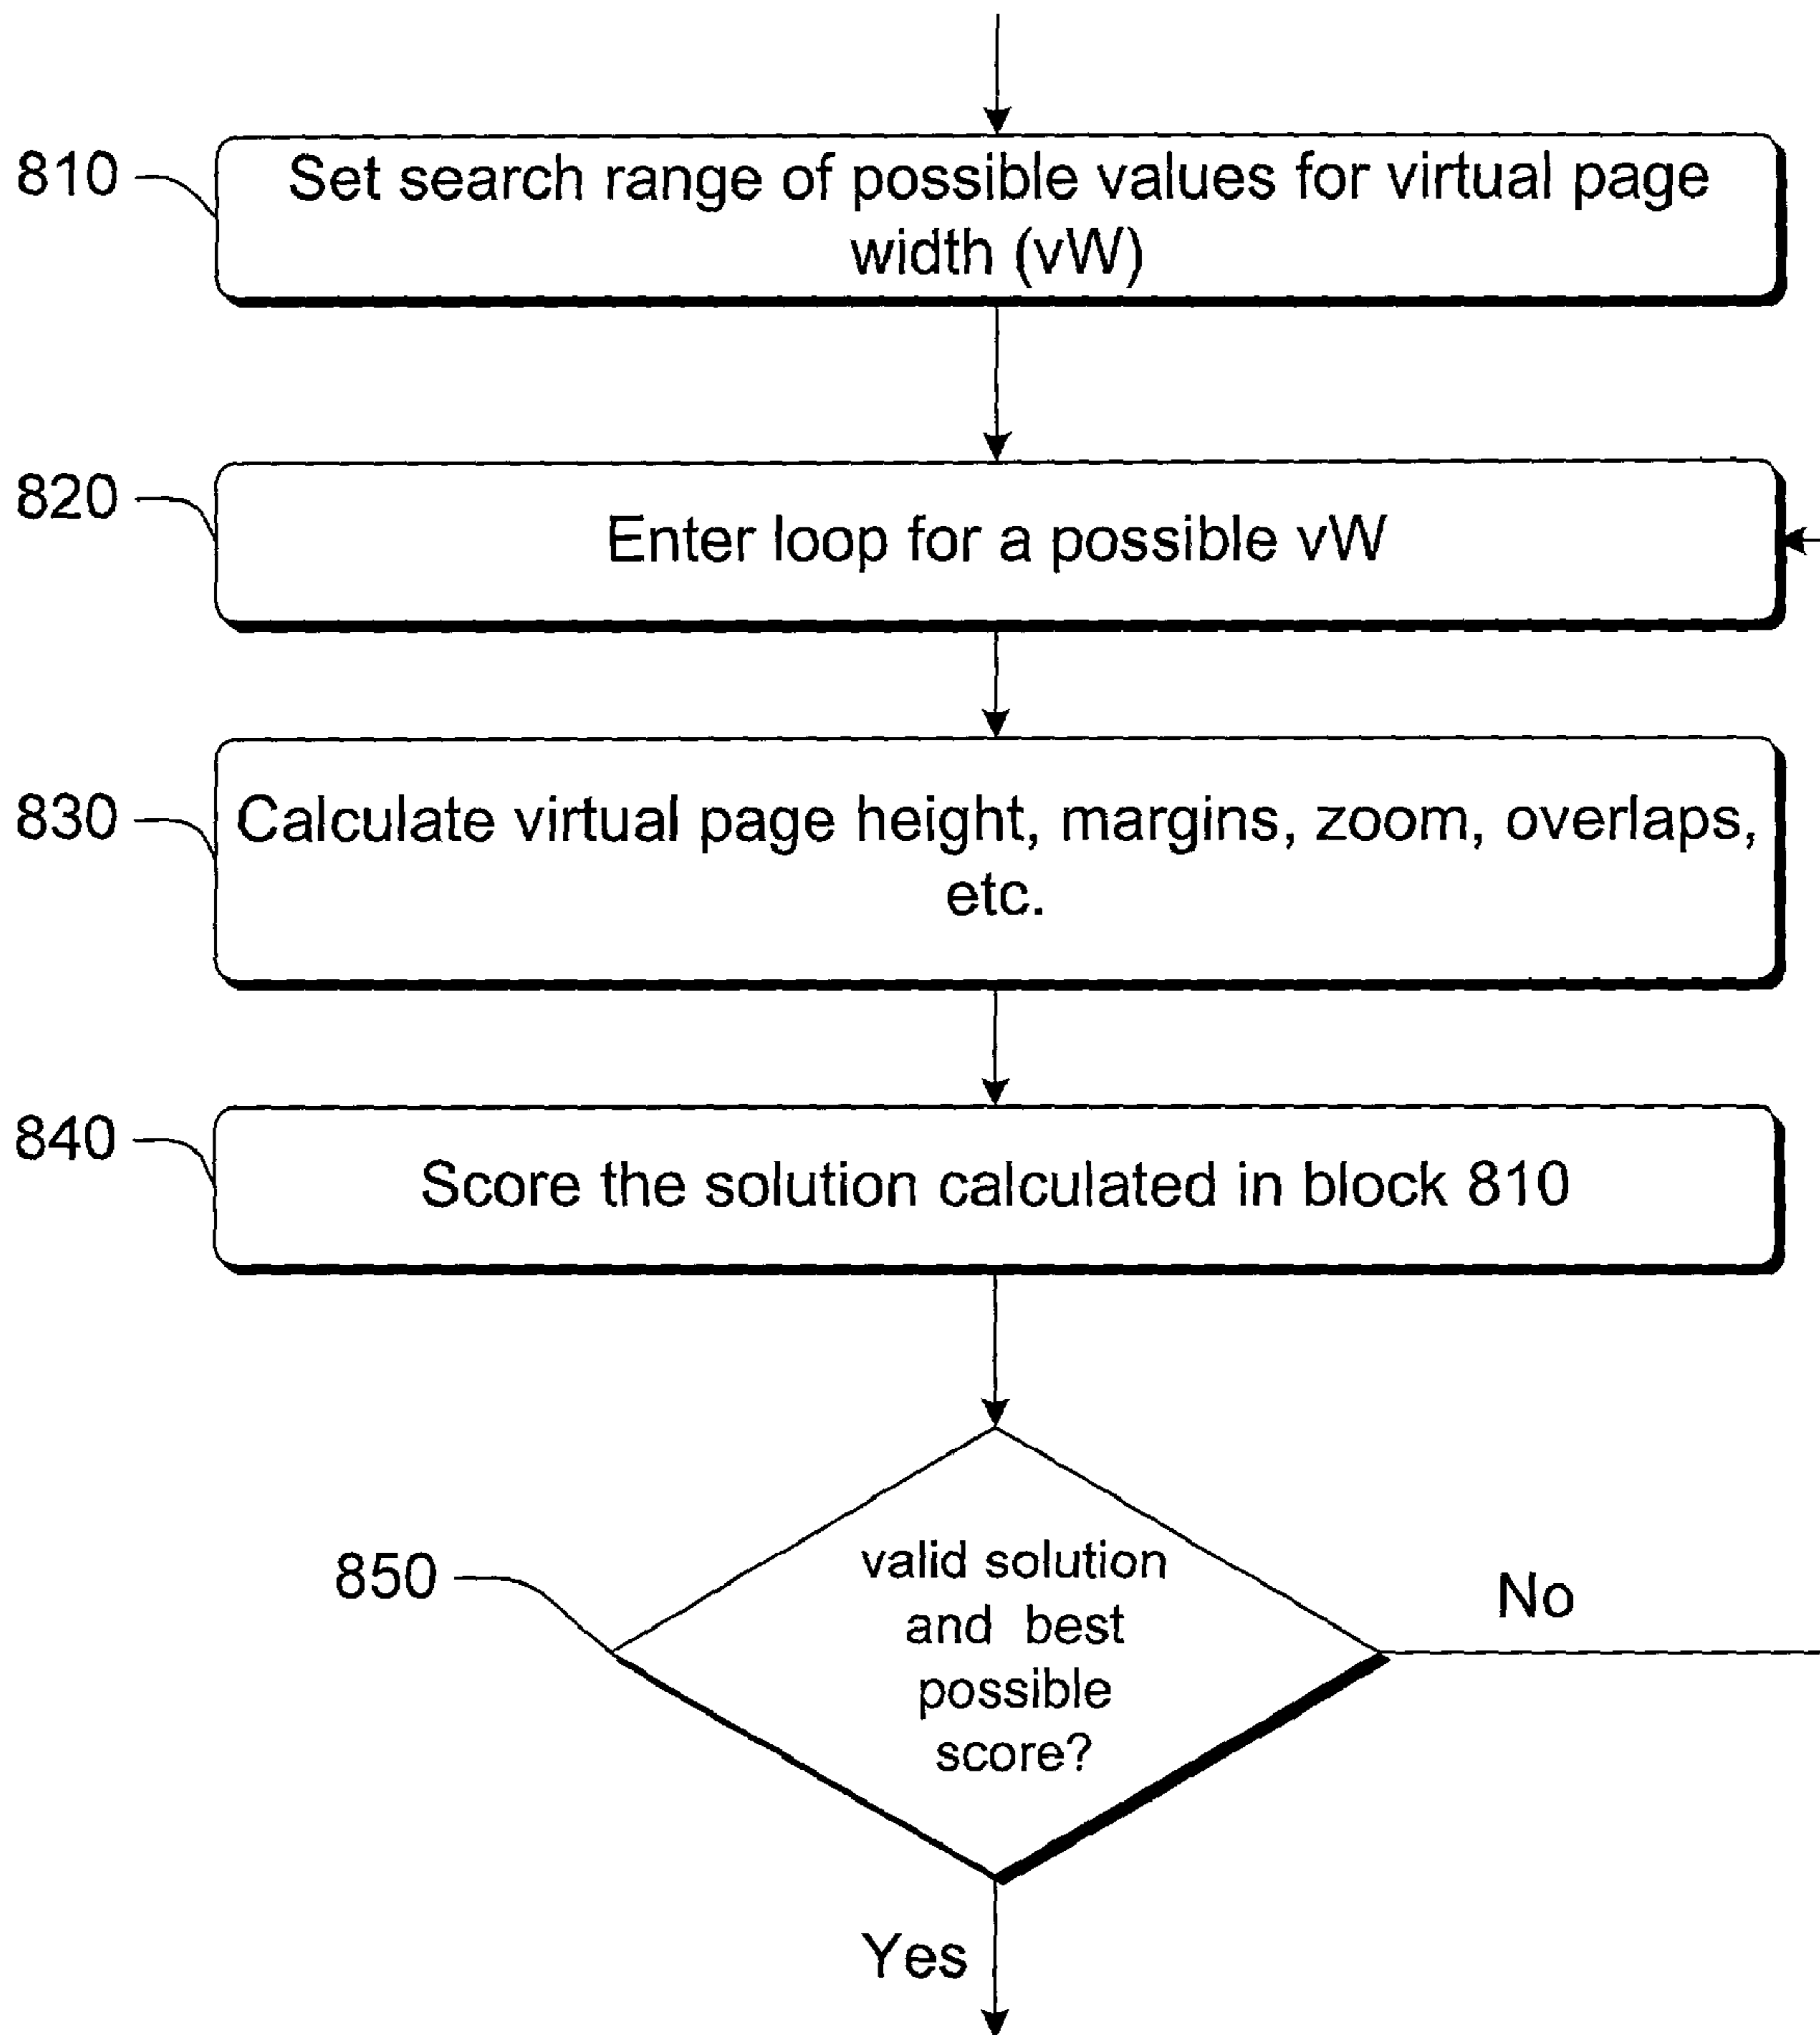 810
Set search range of possible values for virtual page
width (vW)
820
Enter loop for a possible vW
830
Calculate virtual page height, margins, zoom, overlaps,
etc.
840
Score the solution calculated in block 810
850
valid solution
and best
possible
score?
No
Yes